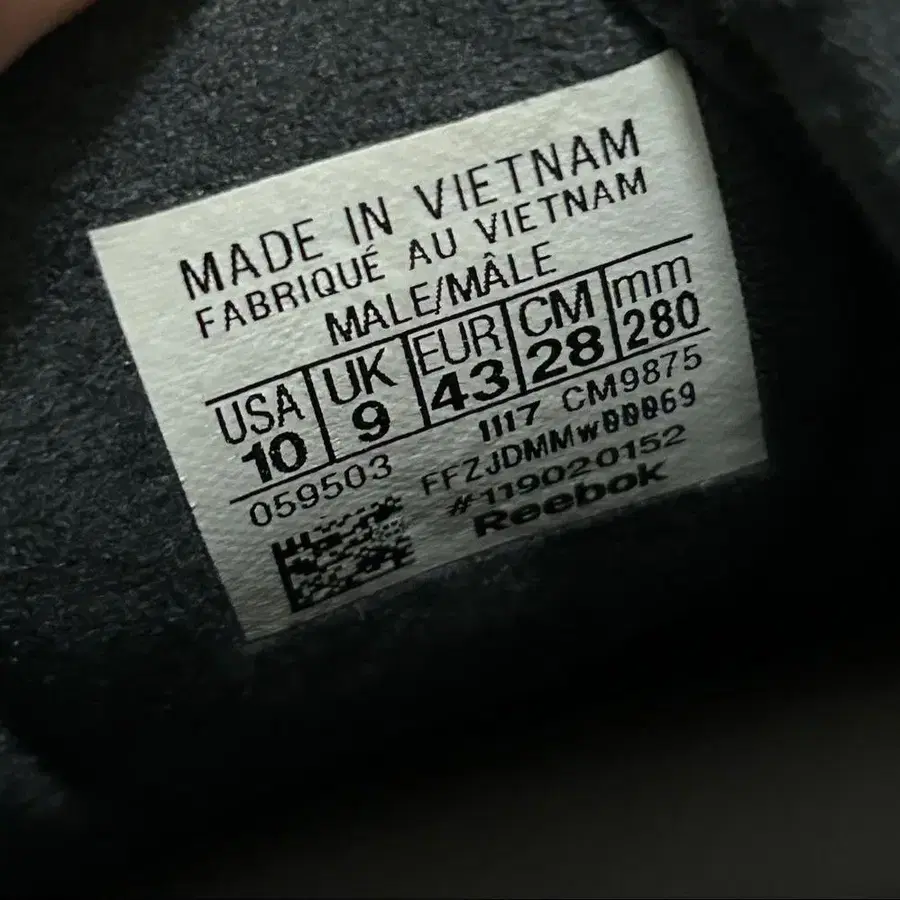 MADE IN VIETNAM
FABRIQUÉ AU VIETNAM
MALE/MÂLE
USA UK EUR CM mm
10 9 43 28 280
059503 1117 CM9875
FFZJDMMW00069
#119020152
Reebok